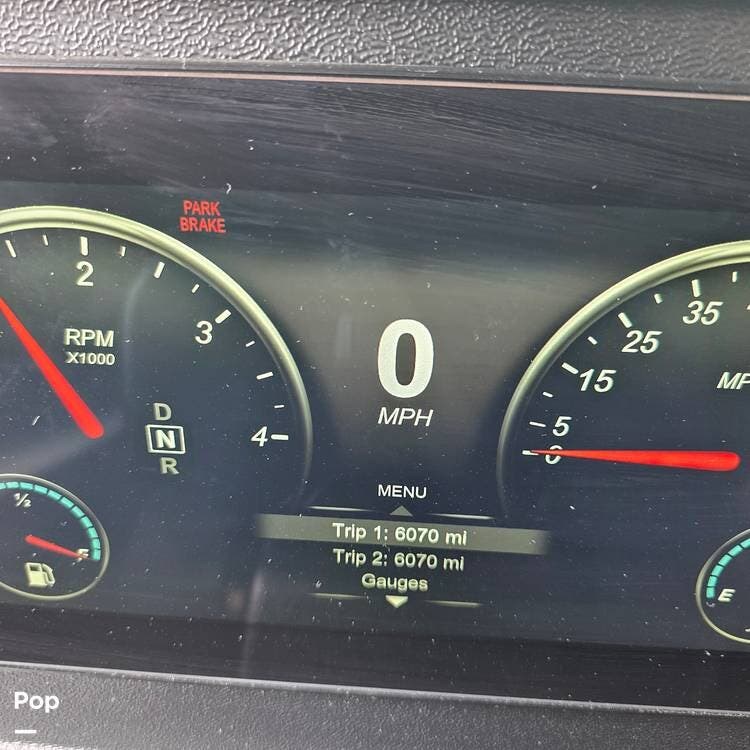 PARK
BRAKE
2
3
4
RPM
X1000
D
N
R
1/2
F
0
MPH
MENU
Trip 1: 6070 mi
Trip 2: 6070 mi
Gauges
35
25
15
5
0
E
Pop